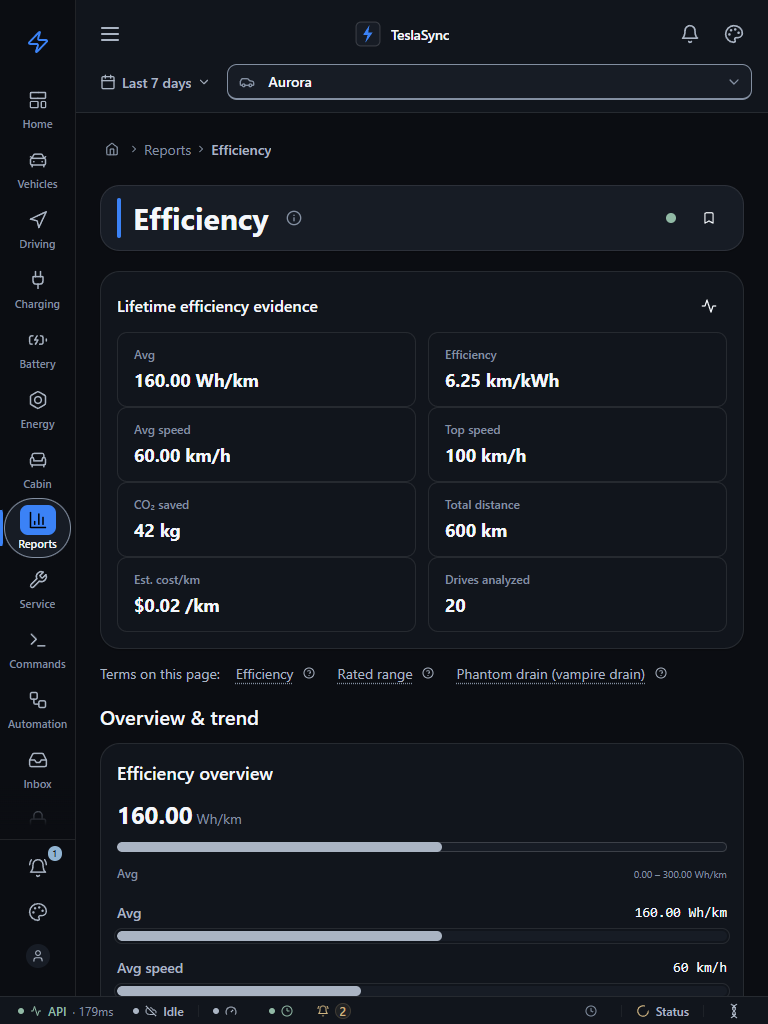 TeslaSync
Last 7 days
Aurora
Home
Vehicles
Driving
Charging
Battery
Energy
Cabin
Reports
Service
Commands
Automation
Inbox
1
Reports
Efficiency
Efficiency
Lifetime efficiency evidence
Avg
160.00 Wh/km
Efficiency
6.25 km/kWh
Avg speed
60.00 km/h
Top speed
100 km/h
CO₂ saved
42 kg
Total distance
600 km
Est. cost/km
$0.02 /km
Drives analyzed
20
Terms on this page: Efficiency Rated range Phantom drain (vampire drain)
Overview & trend
Efficiency overview
160.00 Wh/km
Avg 0.00 – 300.00 Wh/km
Avg 160.00 Wh/km
Avg speed 60 km/h
API · 179ms Idle 2 Status